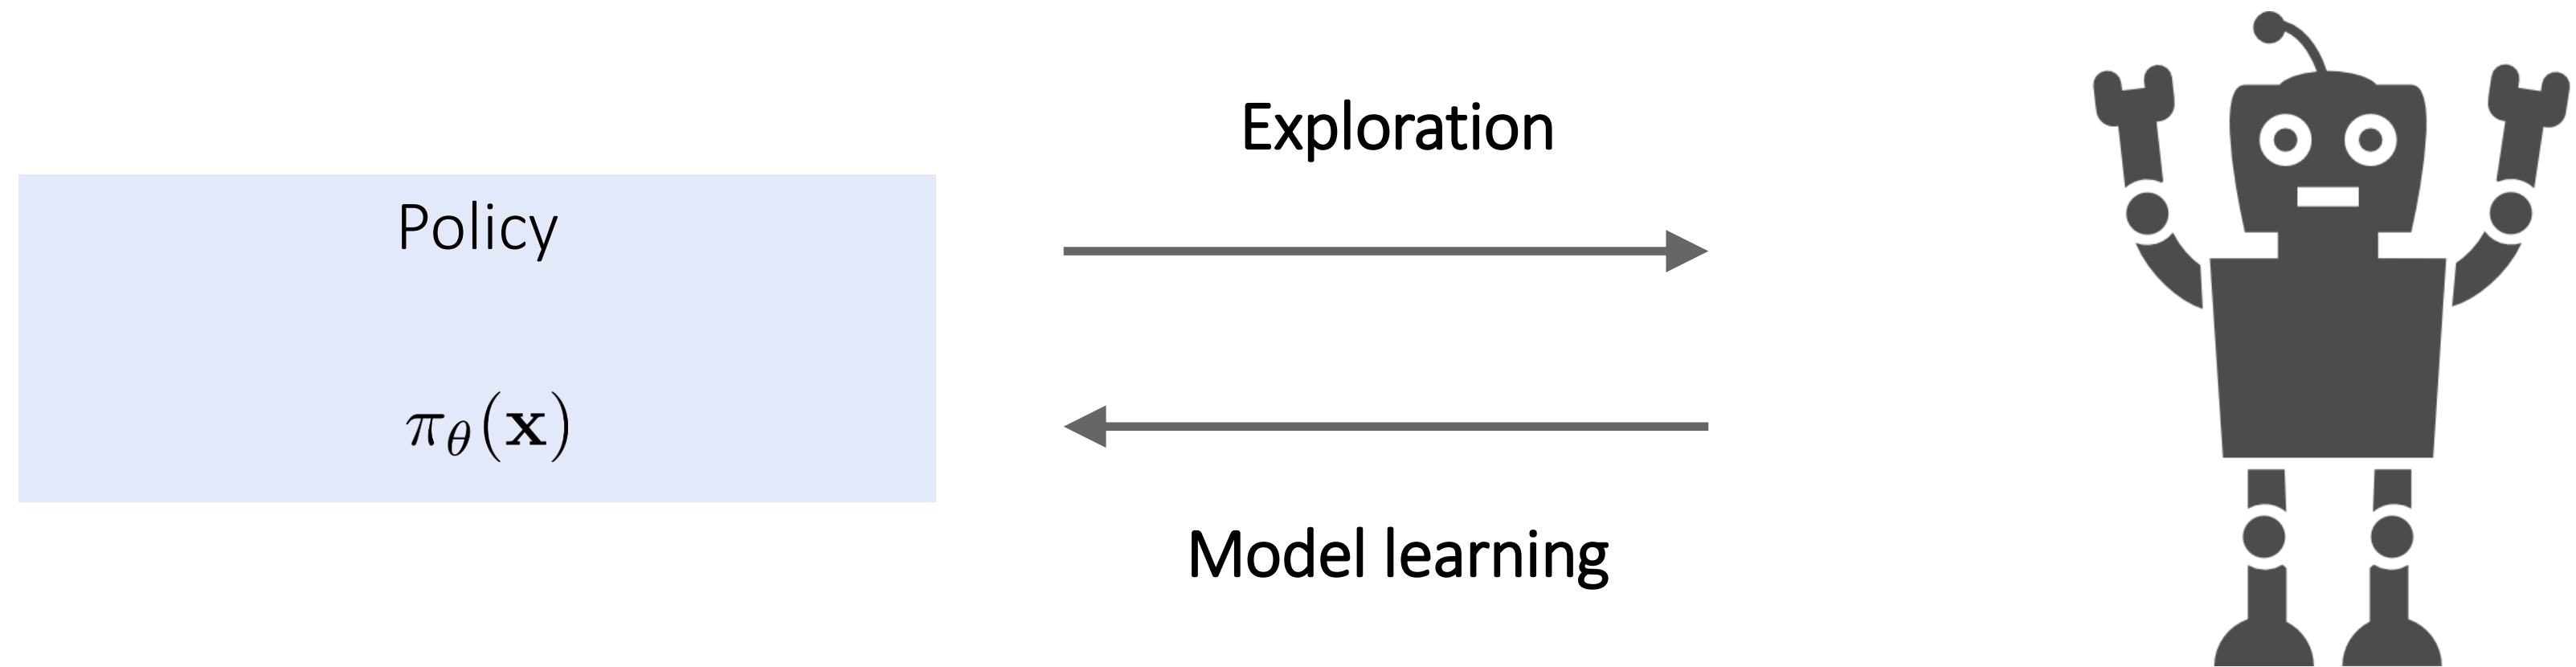 Exploration
Policy
π_θ(𝐱)
Model learning